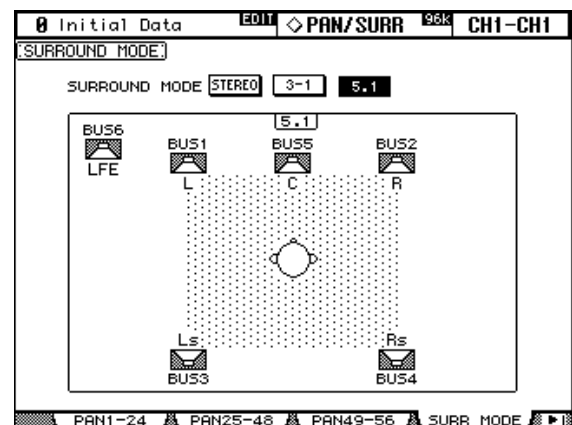 0 Initial Data EDIT ◇PAN/SURR 96k CH1-CH1
SURROUND MODE
SURROUND MODE STEREO 3-1 5.1
5.1
BUS6 BUS1 BUS5 BUS2
LFE L C R
Ls Rs
BUS3 BUS4
PAN1-24 PAN25-48 PAN49-56 SURR MODE